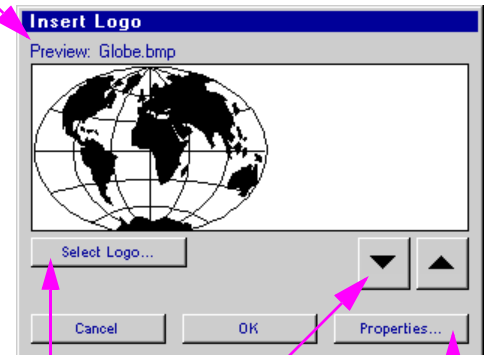 Insert Logo
Preview: Globe.bmp
Select Logo...
Cancel
OK
Properties...